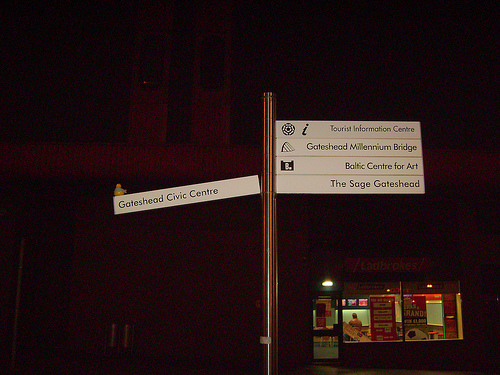 Tourist Information Centre
Gateshead Millennium Bridge
Baltic Centre for Art
The Sage Gateshead
Gateshead Civic Centre
Ladbrokes